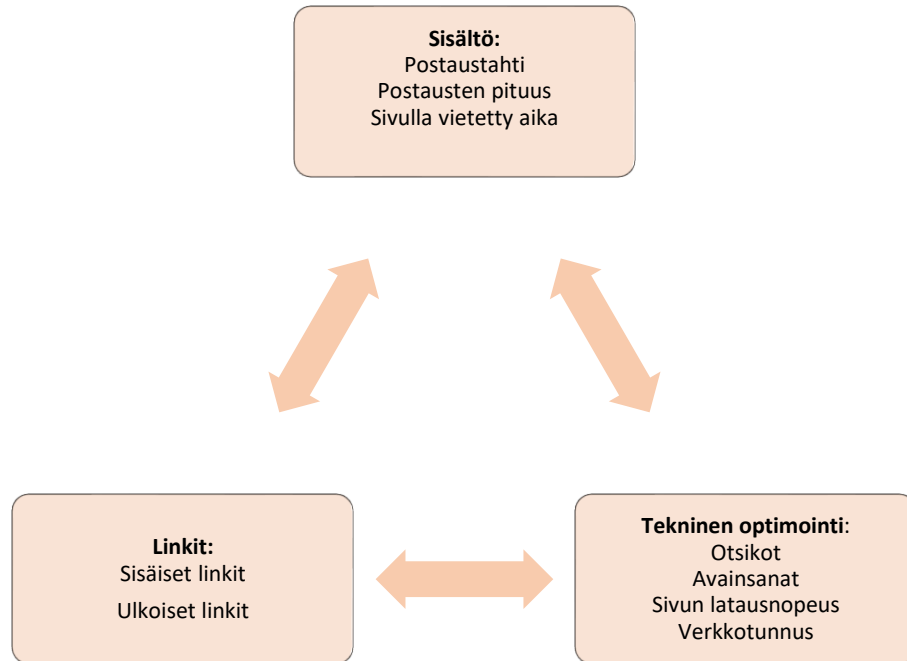 Sisältö:
Postaustahti
Postausten pituus
Sivulla vietetty aika
Linkit:
Sisäiset linkit
Ulkoiset linkit
Tekninen optimointi:
Otsikot
Avainsanat
Sivun latausnopeus
Verkkotunnus